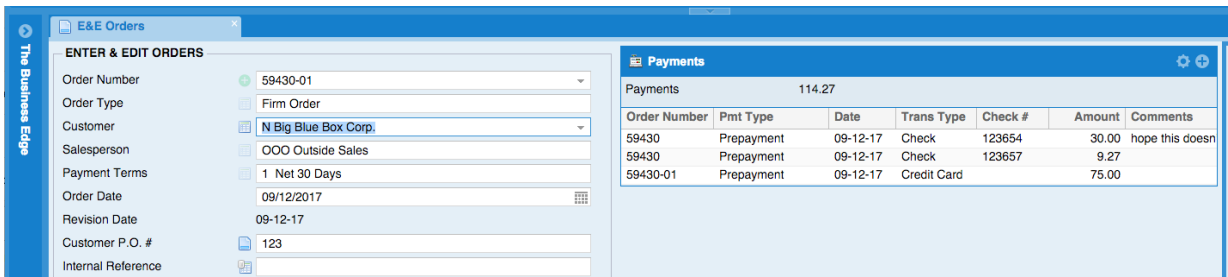 The Business Edge
E&E Orders
ENTER & EDIT ORDERS
Order Number 59430-01
Order Type Firm Order
Customer N Big Blue Box Corp.
Salesperson OOO Outside Sales
Payment Terms 1 Net 30 Days
Order Date 09/12/2017
Revision Date 09-12-17
Customer P.O. # 123
Internal Reference
Payments
Payments 114.27
Order Number Pmt Type Date Trans Type Check # Amount Comments
59430 Prepayment 09-12-17 Check 123654 30.00 hope this doesn
59430 Prepayment 09-12-17 Check 123657 9.27
59430-01 Prepayment 09-12-17 Credit Card 75.00